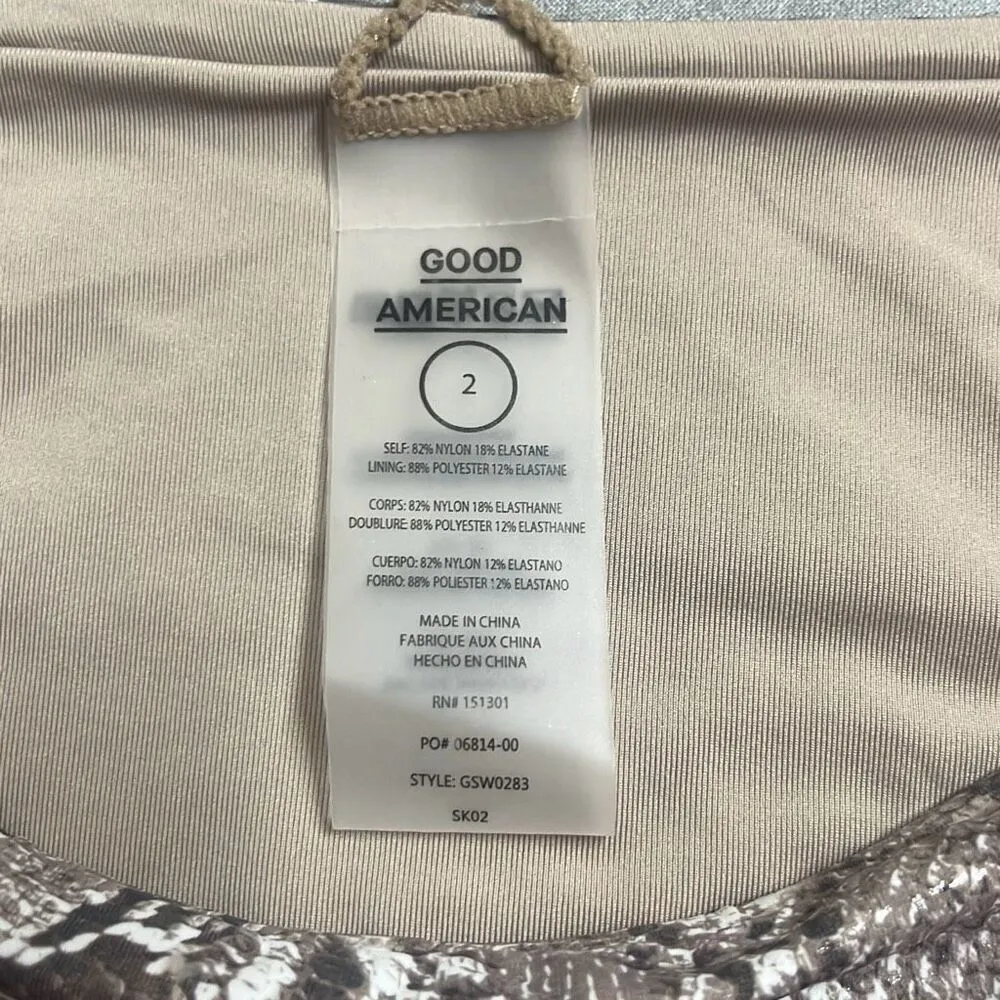 GOOD
AMERICAN
2
SELF: 82% NYLON 18% ELASTANE
LINING: 88% POLYESTER 12% ELASTANE
CORPS: 82% NYLON 18% ELASTHANNE
DOUBLURE: 88% POLYESTER 12% ELASTHANNE
CUERPO: 82% NYLON 12% ELASTANO
FORRO: 88% POLIESTER 12% ELASTANO
MADE IN CHINA
FABRIQUE AUX CHINA
HECHO EN CHINA
RN# 151301
PO# 06814-00
STYLE: GSW0283
SK02